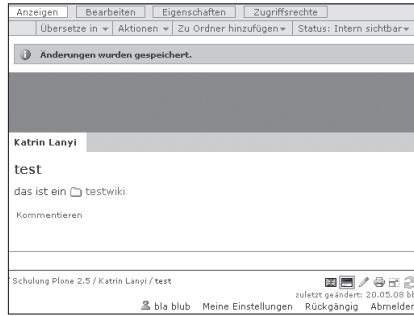 Anzeigen Bearbeiten Eigenschaften Zugriffsrechte
Übersetze in Aktionen Zu Ordner hinzufügen Status: Intern sichtbar
Änderungen wurden gespeichert.
Katrin Lanyi
test
das ist ein testwiki
Kommentieren
Schulung Plone 2.5 / Katrin Lanyi / test
zuletzt geändert: 20.05.08
bla blub Meine Einstellungen Rückgängig Abmelden